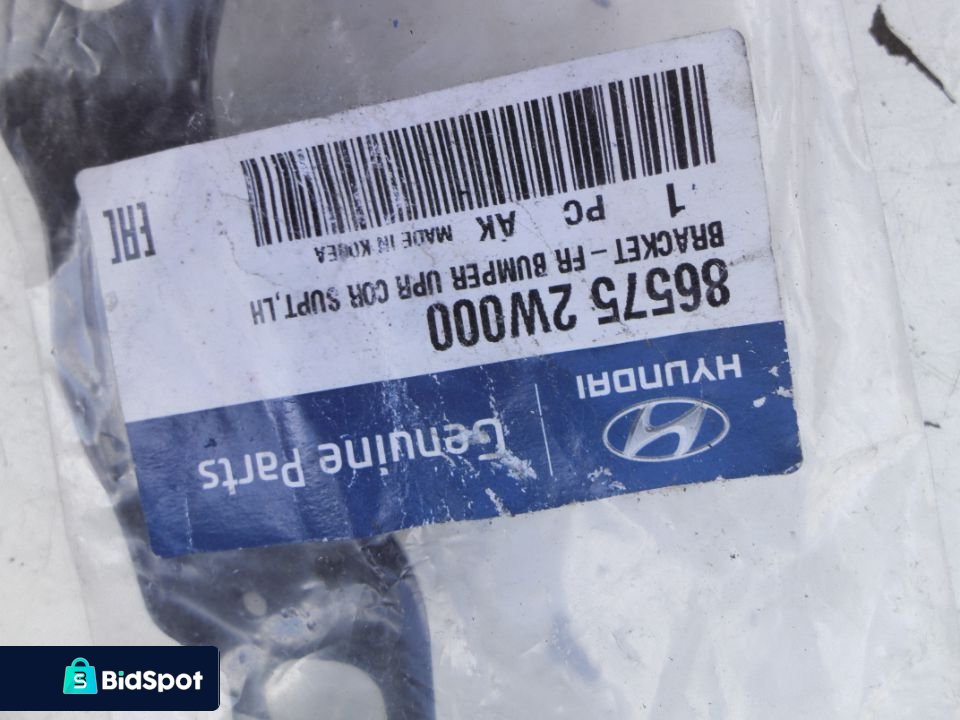 HYUNDAI
Genuine Parts
86575 2W000
BRACKET-FR BUMPER UPR COR SUPT,LH
1 PC AK MADE IN KOREA
EAC
BidSpot